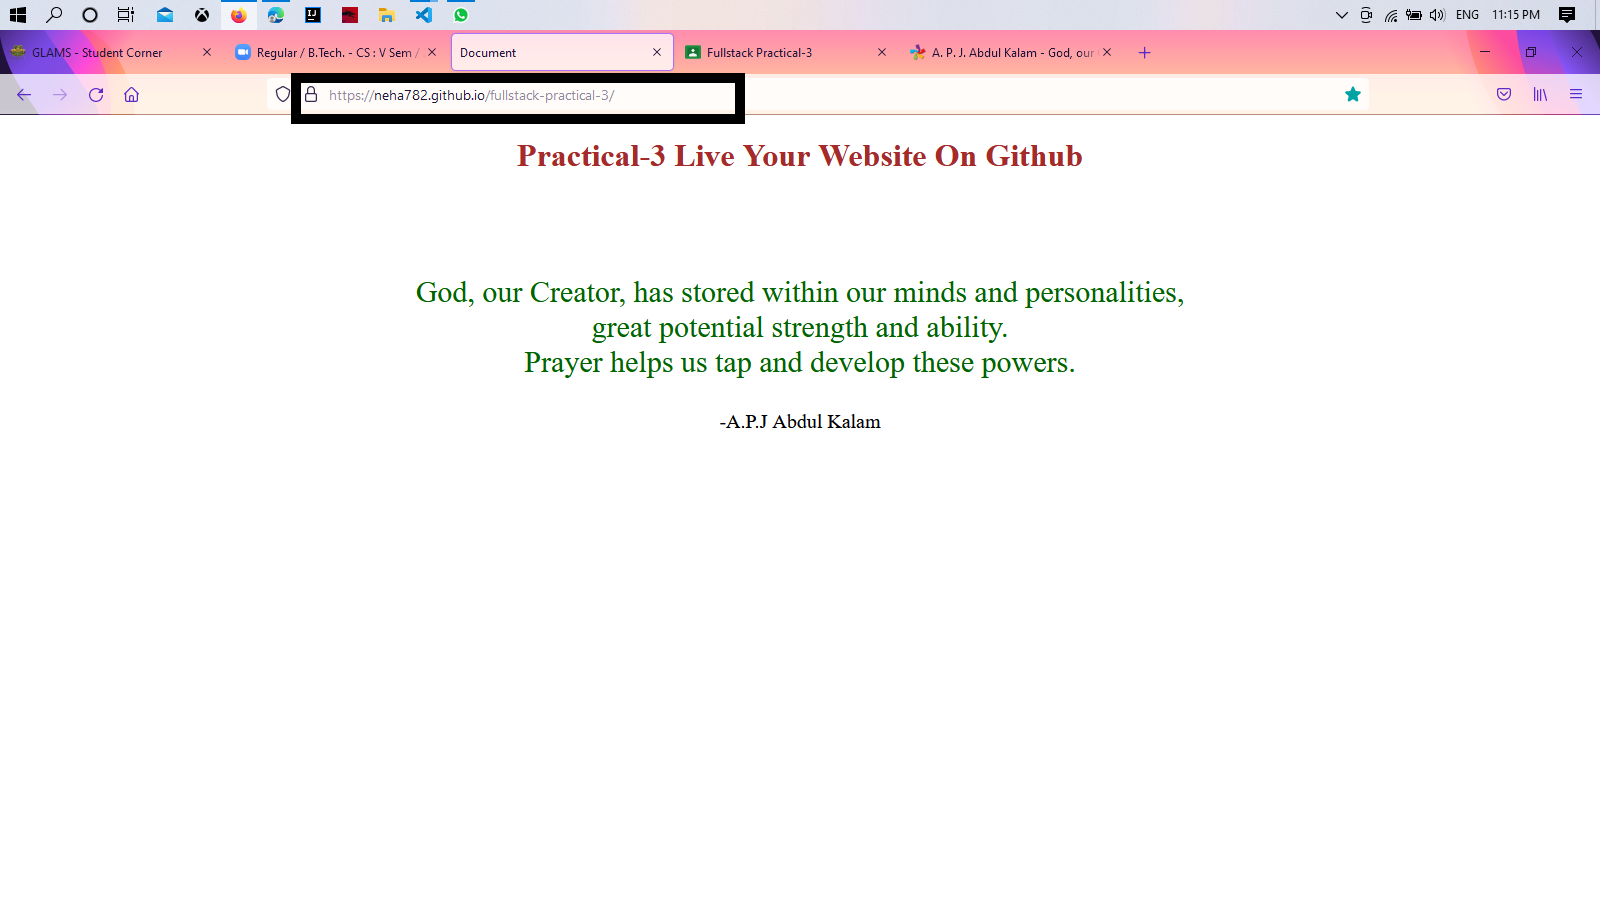 ENG 11:15 PM
GLAMS - Student Corner
Regular / B.Tech. - CS : V Sem /
Document
Fullstack Practical-3
A. P. J. Abdul Kalam - God, our
https://neha782.github.io/fullstack-practical-3/
Practical-3 Live Your Website On Github
God, our Creator, has stored within our minds and personalities,
great potential strength and ability.
Prayer helps us tap and develop these powers.
-A.P.J Abdul Kalam